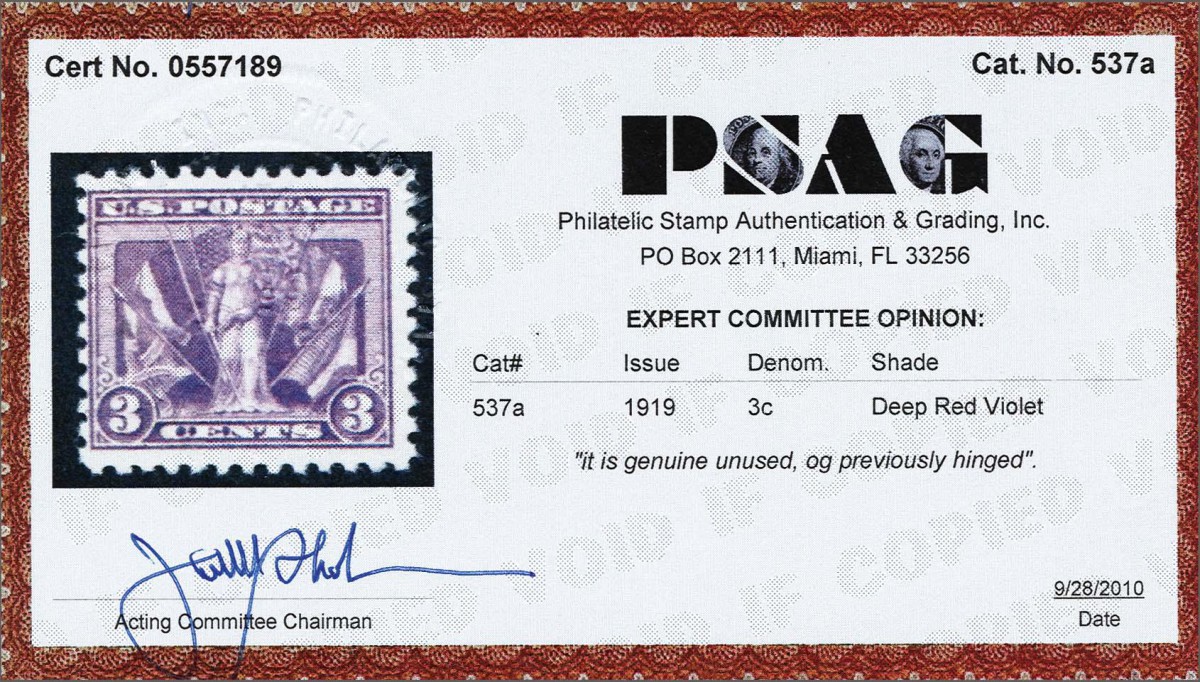 Cert No. 0557189
Cat. No. 537a
PSAG
Philatelic Stamp Authentication & Grading, Inc.
PO Box 2111, Miami, FL 33256
U.S. POSTAGE
3 3
CENTS
EXPERT COMMITTEE OPINION:
Cat# Issue Denom. Shade
537a 1919 3c Deep Red Violet
"it is genuine unused, og previously hinged".
Acting Committee Chairman
9/28/2010
Date
VOID IF COPIED
PHILA